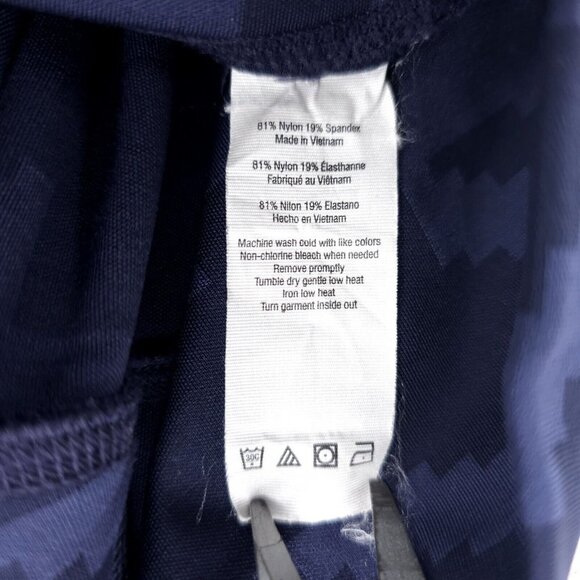 81% Nylon 19% Spandex
Made in Vietnam
81% Nylon 19% Élasthanne
Fabriqué au Viêtnam
81% Nilon 19% Elastano
Hecho en Vietnam
Machine wash cold with like colors
Non-chlorine bleach when needed
Remove promptly
Tumble dry gentle low heat
Iron low heat
Turn garment inside out
30C